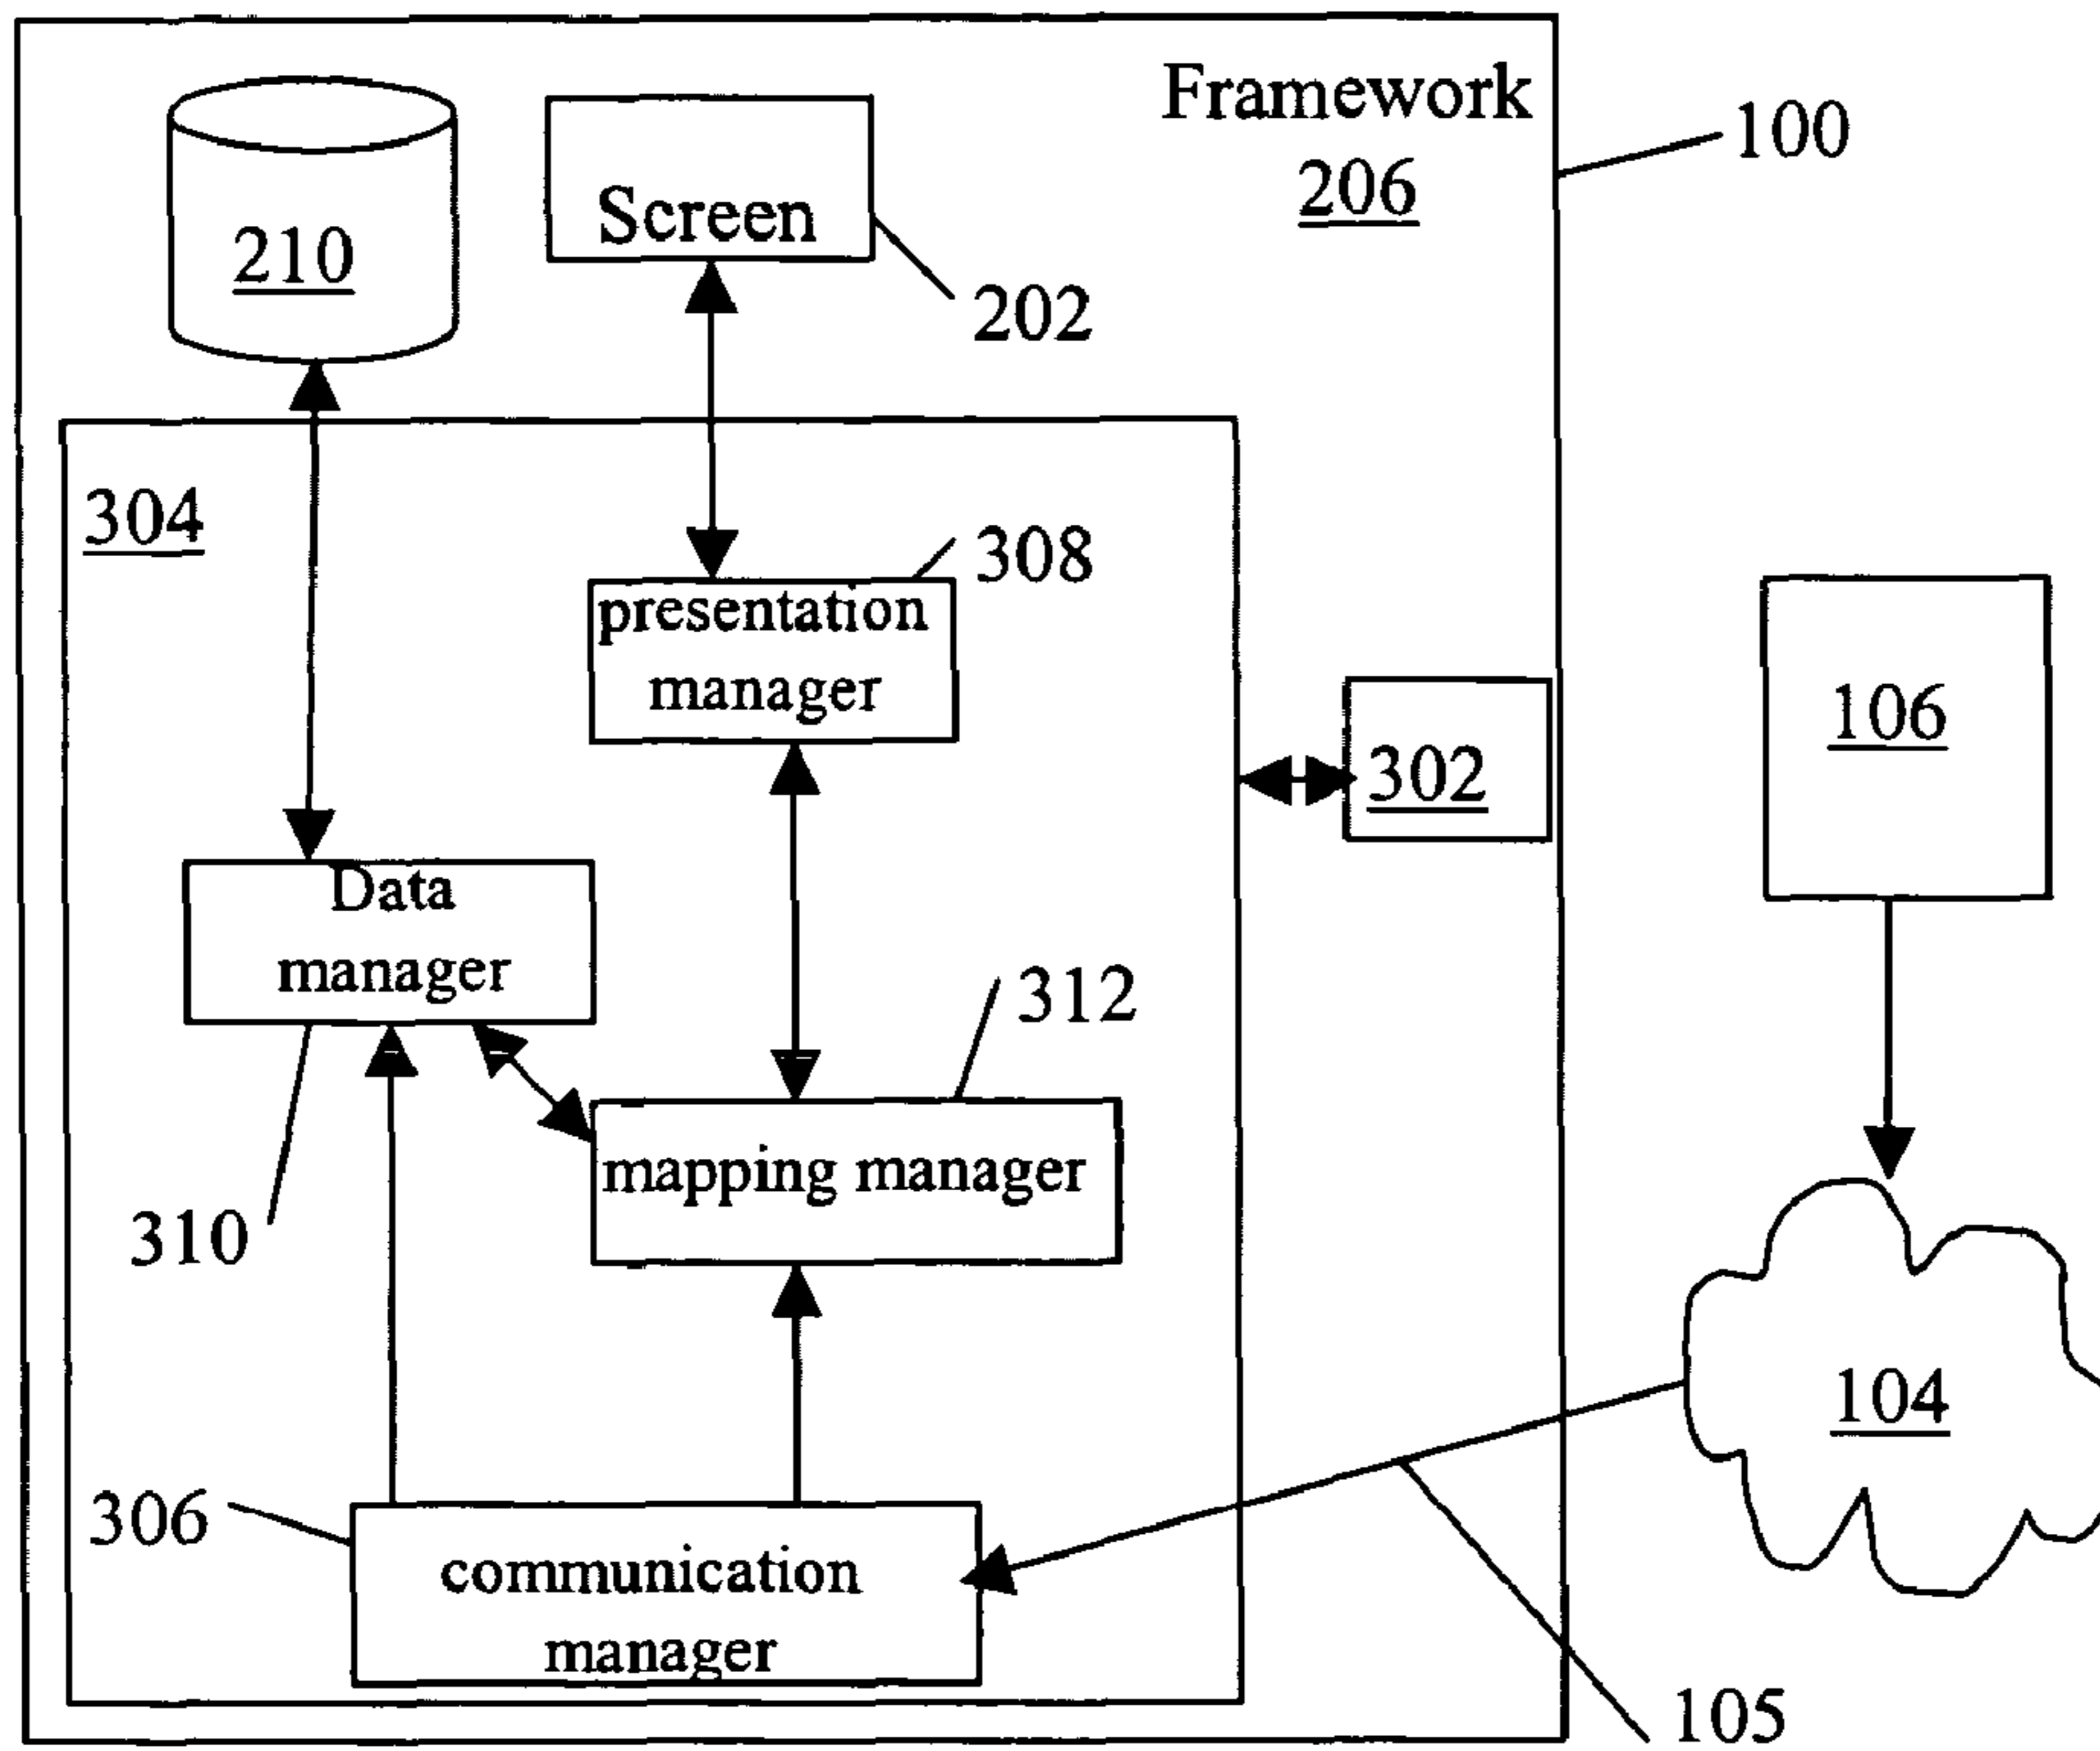 Framework
206
100
210
Screen
202
304
308
presentation
manager
106
302
Data
manager
312
mapping manager
310
104
306
communication
manager
105